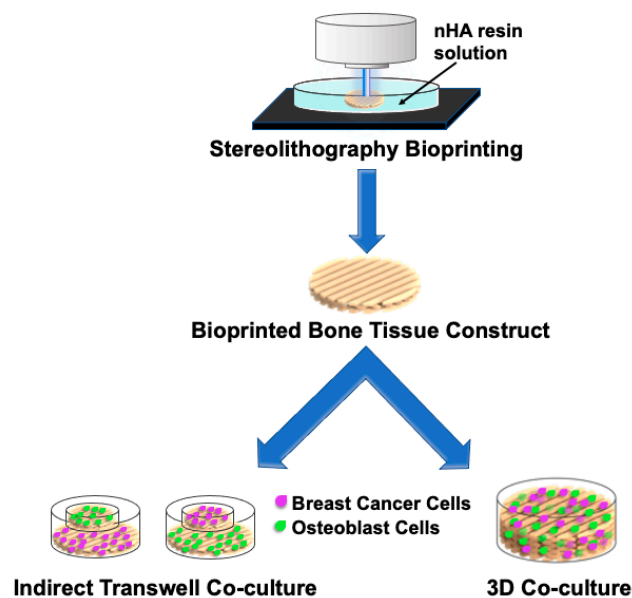 nHA resin
solution
Stereolithography Bioprinting
Bioprinted Bone Tissue Construct
Breast Cancer Cells
Osteoblast Cells
Indirect Transwell Co-culture
3D Co-culture